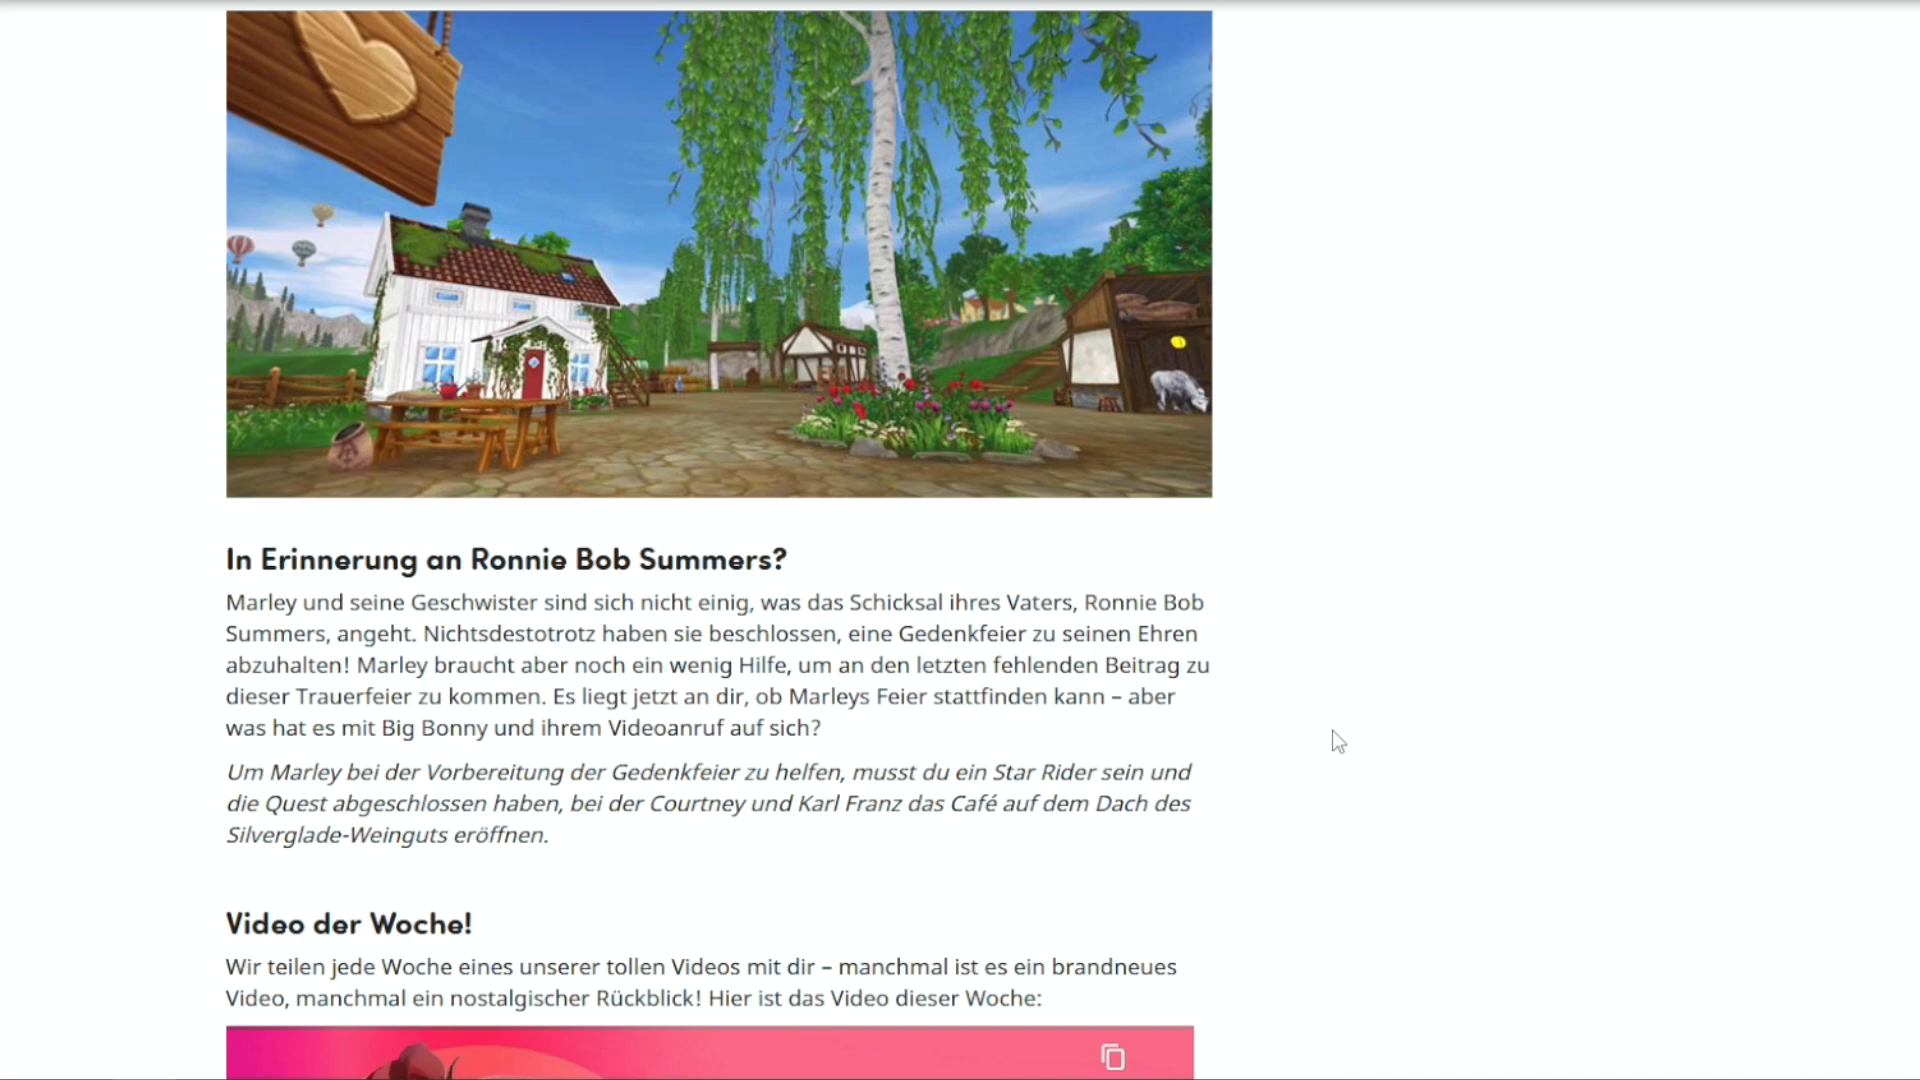 In Erinnerung an Ronnie Bob Summers?
Marley und seine Geschwister sind sich nicht einig, was das Schicksal ihres Vaters, Ronnie Bob
Summers, angeht. Nichtsdestotrotz haben sie beschlossen, eine Gedenkfeier zu seinen Ehren
abzuhalten! Marley braucht aber noch ein wenig Hilfe, um an den letzten fehlenden Beitrag zu
dieser Trauerfeier zu kommen. Es liegt jetzt an dir, ob Marleys Feier stattfinden kann – aber
was hat es mit Big Bonny und ihrem Videoanruf auf sich?
Um Marley bei der Vorbereitung der Gedenkfeier zu helfen, musst du ein Star Rider sein und
die Quest abgeschlossen haben, bei der Courtney und Karl Franz das Café auf dem Dach des
Silverglade-Weinguts eröffnen.
Video der Woche!
Wir teilen jede Woche eines unserer tollen Videos mit dir – manchmal ist es ein brandneues
Video, manchmal ein nostalgischer Rückblick! Hier ist das Video dieser Woche: